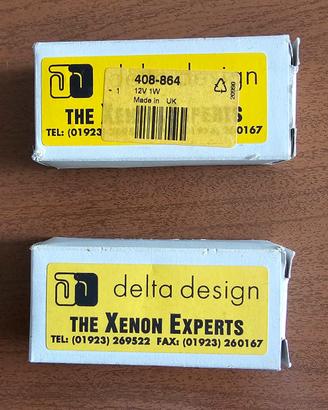 delta design
408-864
1
12V 1W
Made in UK
THE XENON EXPERTS
TEL: (01923 260167
delta design
THE XENON EXPERTS
TEL: (01923) 269522 FAX: (01923) 260167